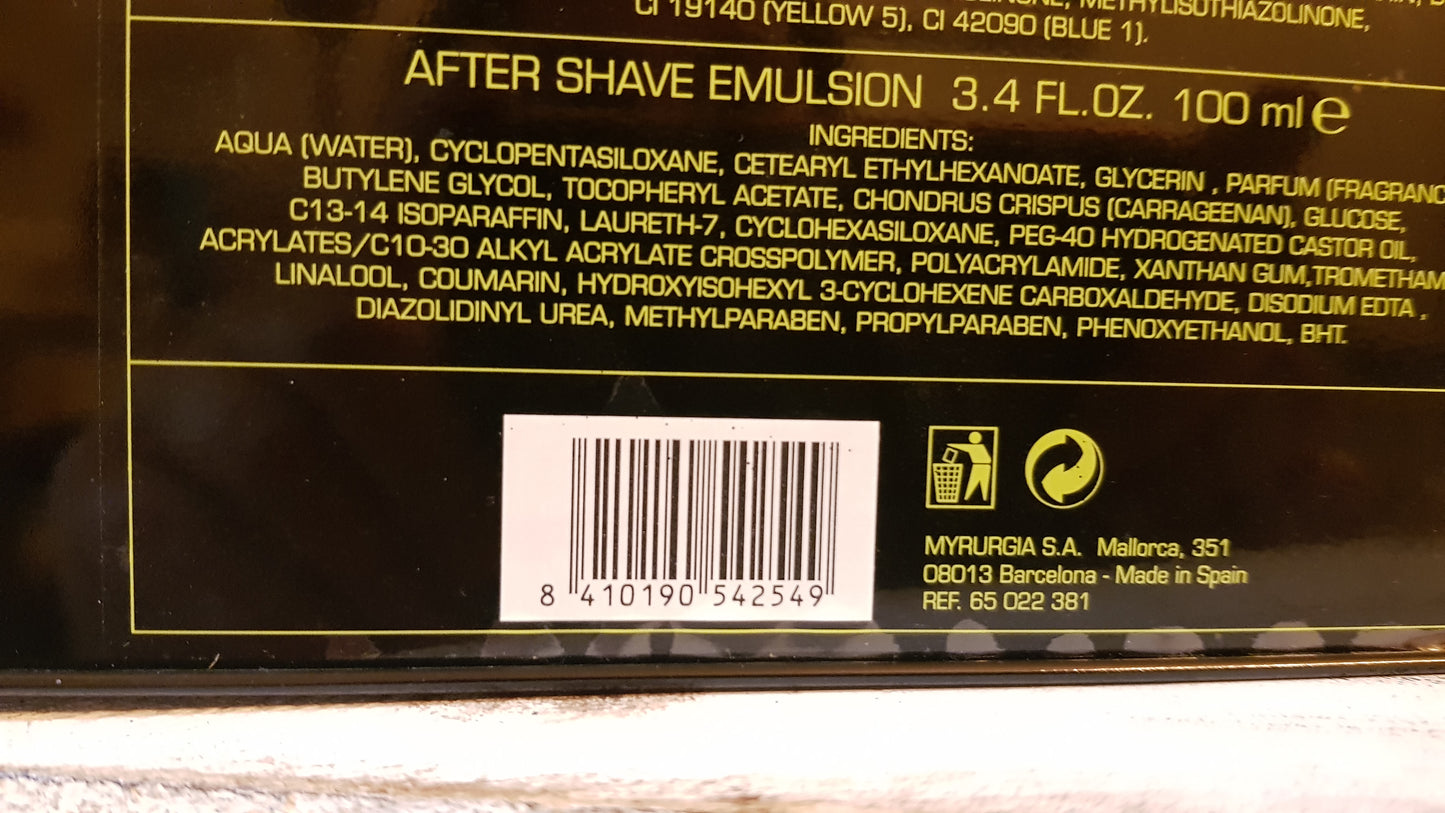 METHYLISOTHIAZOLINONE,
CI 19140 (YELLOW 5), CI 42090 (BLUE 1).
AFTER SHAVE EMULSION 3.4 FL.OZ. 100 ml ℮
INGREDIENTS:
AQUA (WATER), CYCLOPENTASILOXANE, CETEARYL ETHYLHEXANOATE, GLYCERIN , PARFUM (FRAGRANC
BUTYLENE GLYCOL, TOCOPHERYL ACETATE, CHONDRUS CRISPUS (CARRAGEENAN), GLUCOSE,
C13-14 ISOPARAFFIN, LAURETH-7, CYCLOHEXASILOXANE, PEG-40 HYDROGENATED CASTOR OIL,
ACRYLATES/C10-30 ALKYL ACRYLATE CROSSPOLYMER, POLYACRYLAMIDE, XANTHAN GUM,TROMETHAM
LINALOOL, COUMARIN, HYDROXYISOHEXYL 3-CYCLOHEXENE CARBOXALDEHYDE, DISODIUM EDTA ,
DIAZOLIDINYL UREA, METHYLPARABEN, PROPYLPARABEN, PHENOXYETHANOL, BHT.
8 410190 542549
MYRURGIA S.A. Mallorca, 351
08013 Barcelona - Made in Spain
REF. 65 022 381